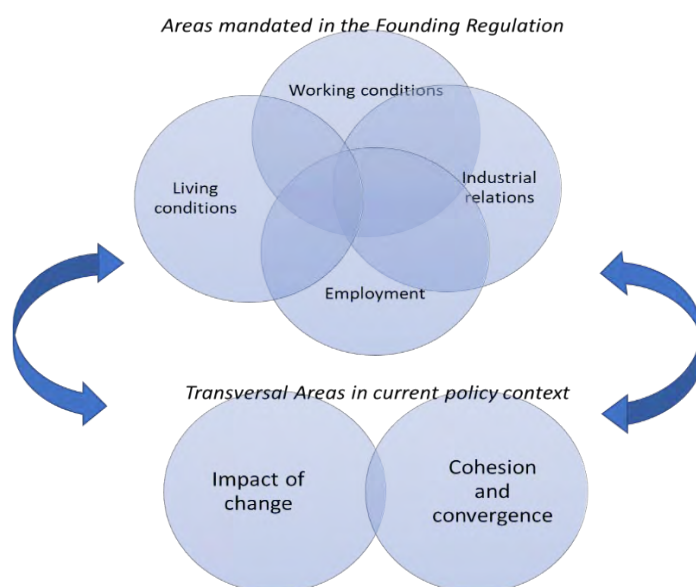 Areas mandated in the Founding Regulation
Working conditions
Living
conditions
Industrial
relations
Employment
Transversal Areas in current policy context
Impact of
change
Cohesion
and
convergence